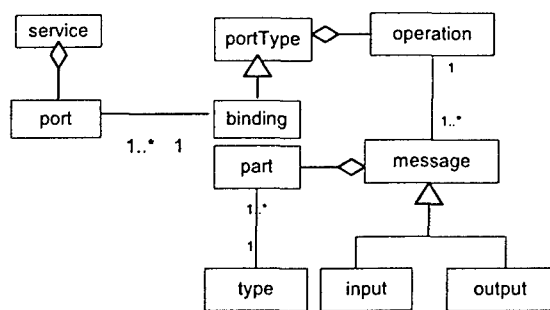 service
portType
operation
1
port
binding
1..* 1
1..*
part
message
1..*
1
type
input
output